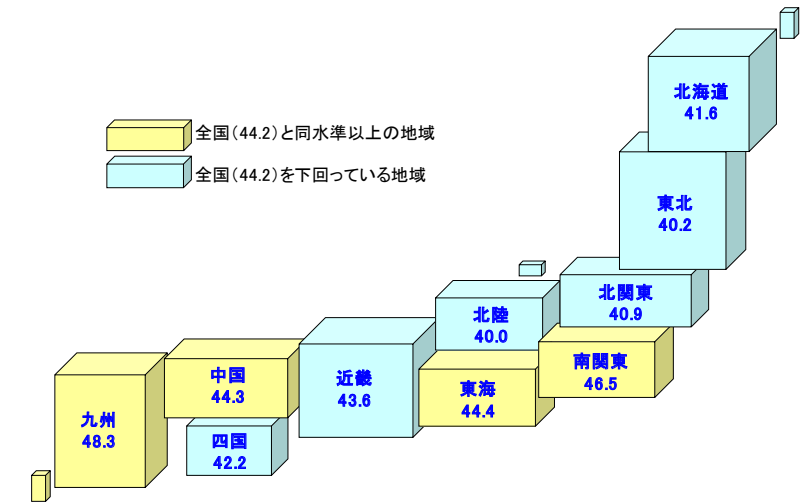 全国(44.2)と同水準以上の地域
全国(44.2)を下回っている地域
北海道
41.6
東北
40.2
北関東
40.9
北陸
40.0
南関東
46.5
東海
44.4
近畿
43.6
中国
44.3
四国
42.2
九州
48.3